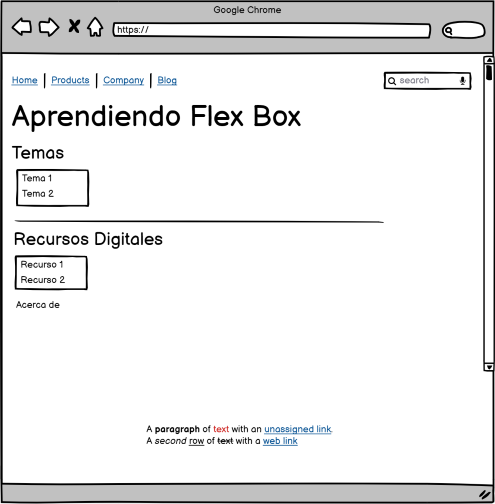 Google Chrome
https://
Home Products Company Blog search
Aprendiendo Flex Box
Temas
Tema 1
Tema 2
Recursos Digitales
Recurso 1
Recurso 2
Acerca de
A paragraph of text with an unassigned link.
A second row of text with a web link